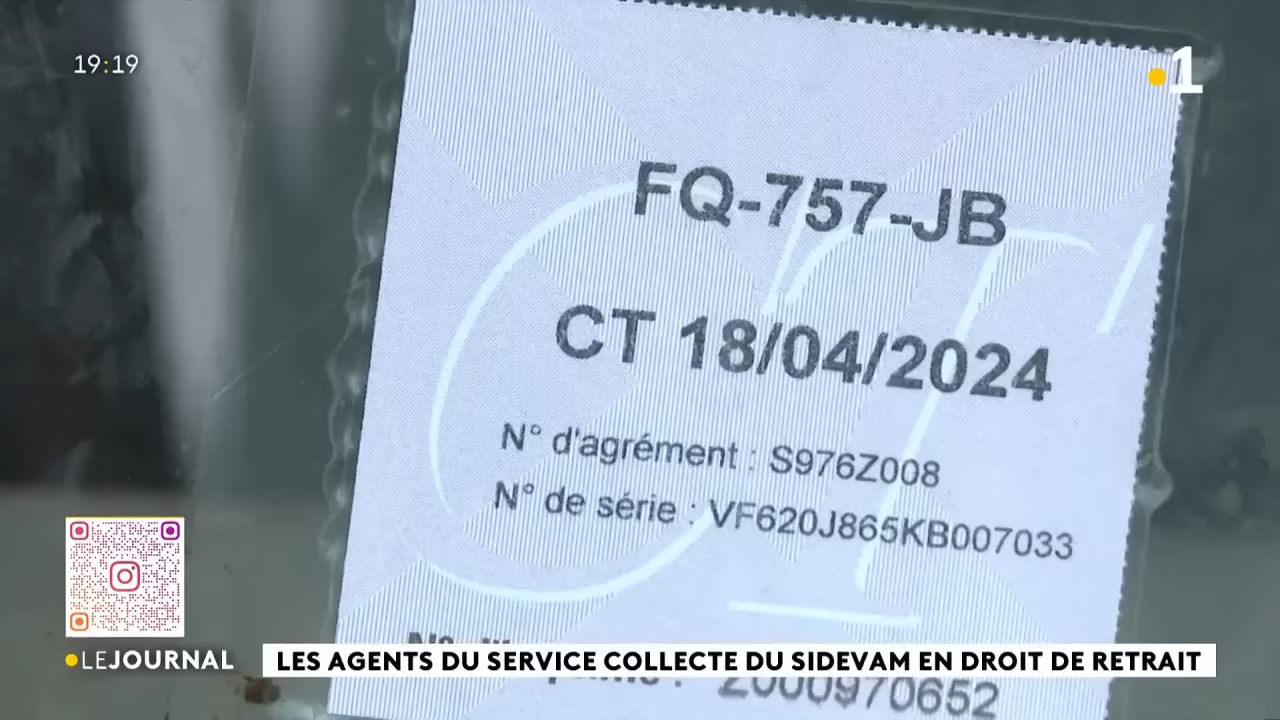 19:19
1
FQ-757-JB
CT 18/04/2024
N° d'agrément : S976Z008
N° de série : VF620J865KB007033
LEJOURNAL
LES AGENTS DU SERVICE COLLECTE DU SIDEVAM EN DROIT DE RETRAIT
Z000970652